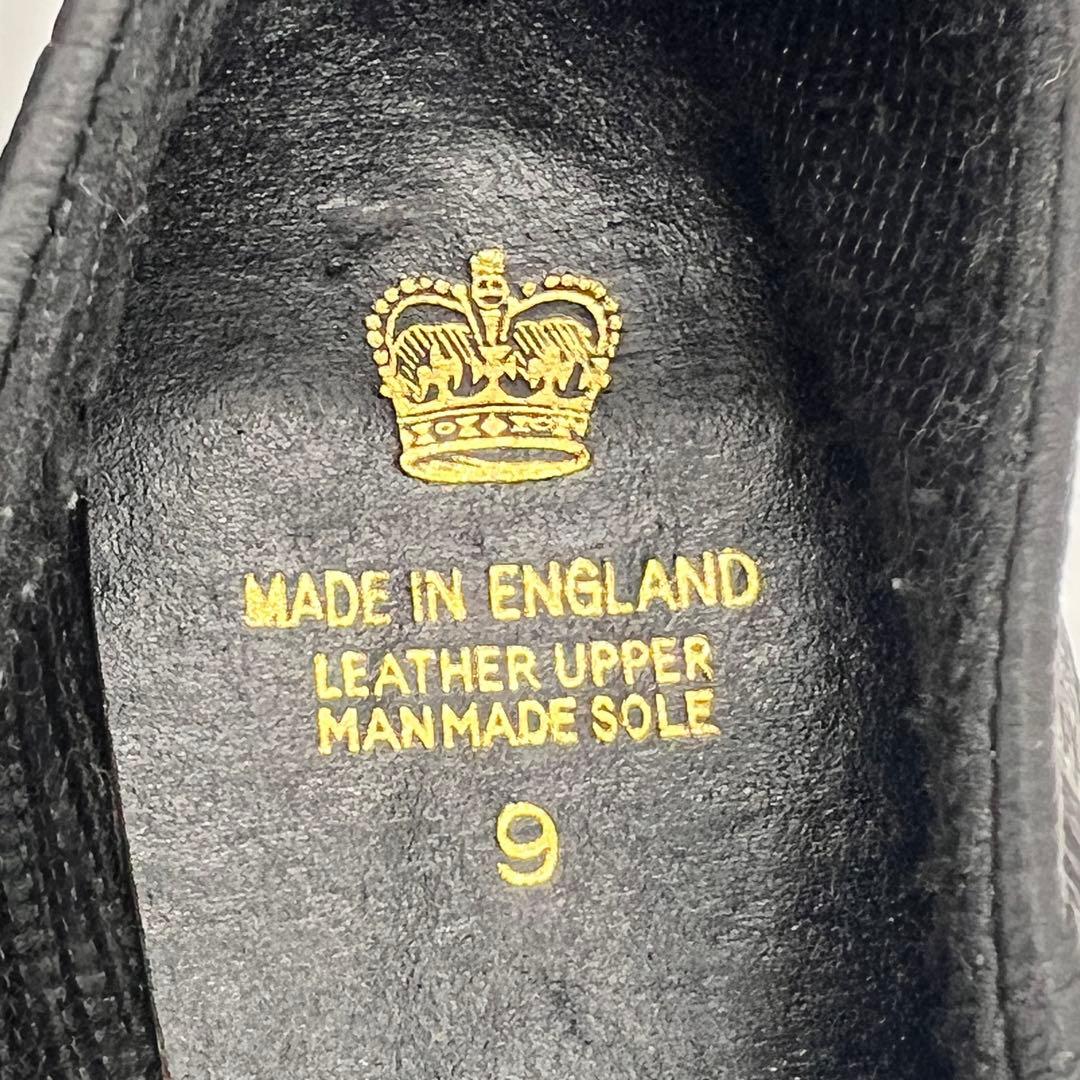 MADE IN ENGLAND
LEATHER UPPER
MANMADE SOLE
9